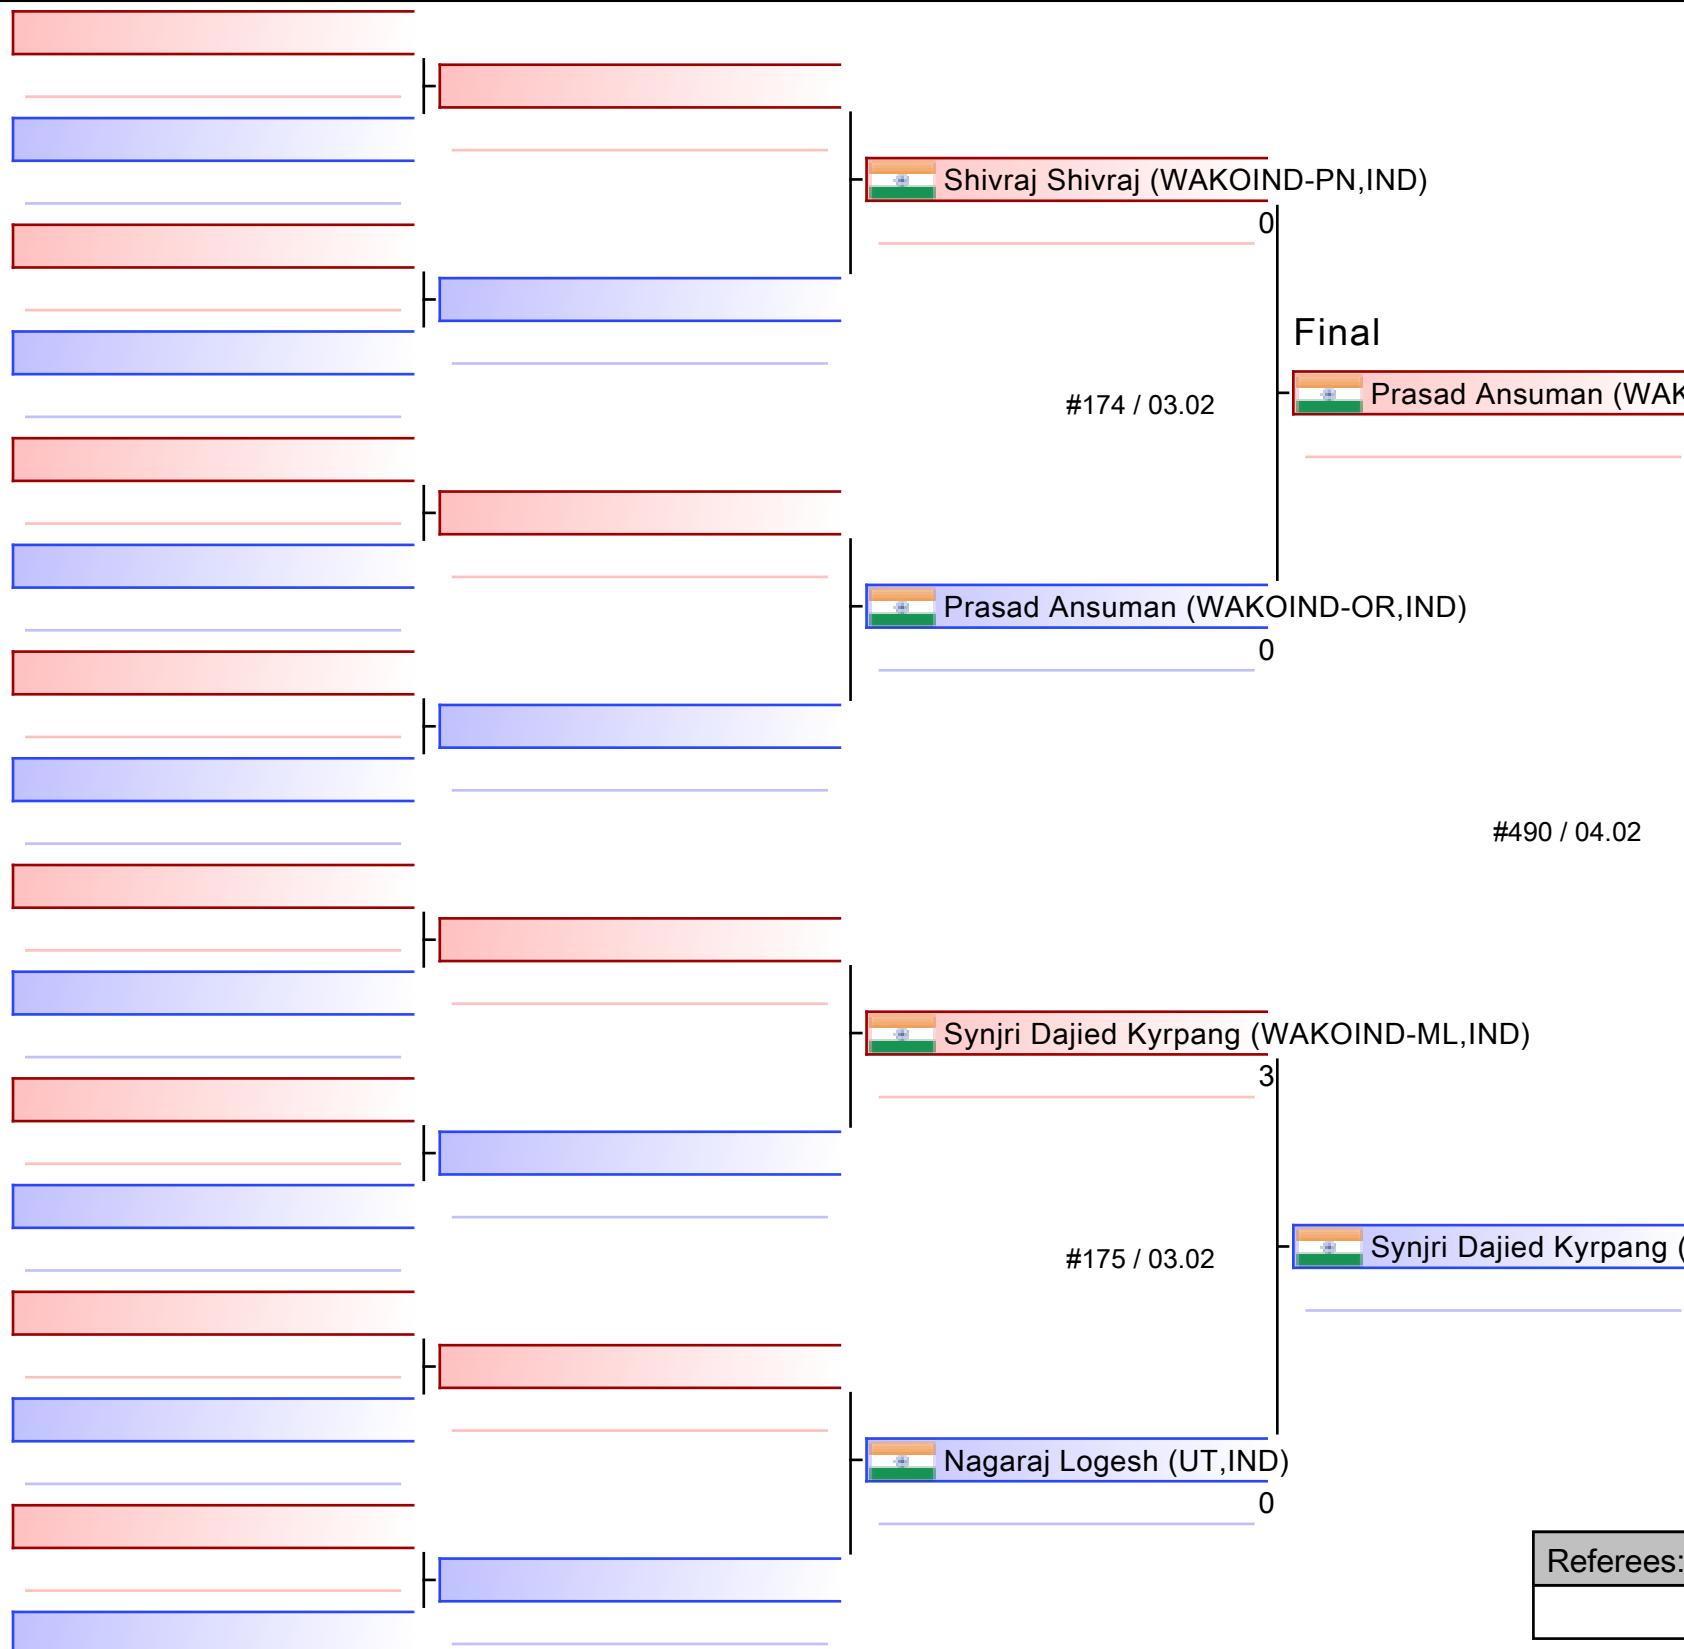 Shivraj Shivraj (WAKOIND-PN,IND)
0
Final
#174 / 03.02
Prasad Ansuman (WAK
Prasad Ansuman (WAKOIND-OR,IND)
0
#490 / 04.02
Synjri Dajied Kyrpang (WAKOIND-ML,IND)
3
#175 / 03.02
Synjri Dajied Kyrpang (
Nagaraj Logesh (UT,IND)
0
Referees: